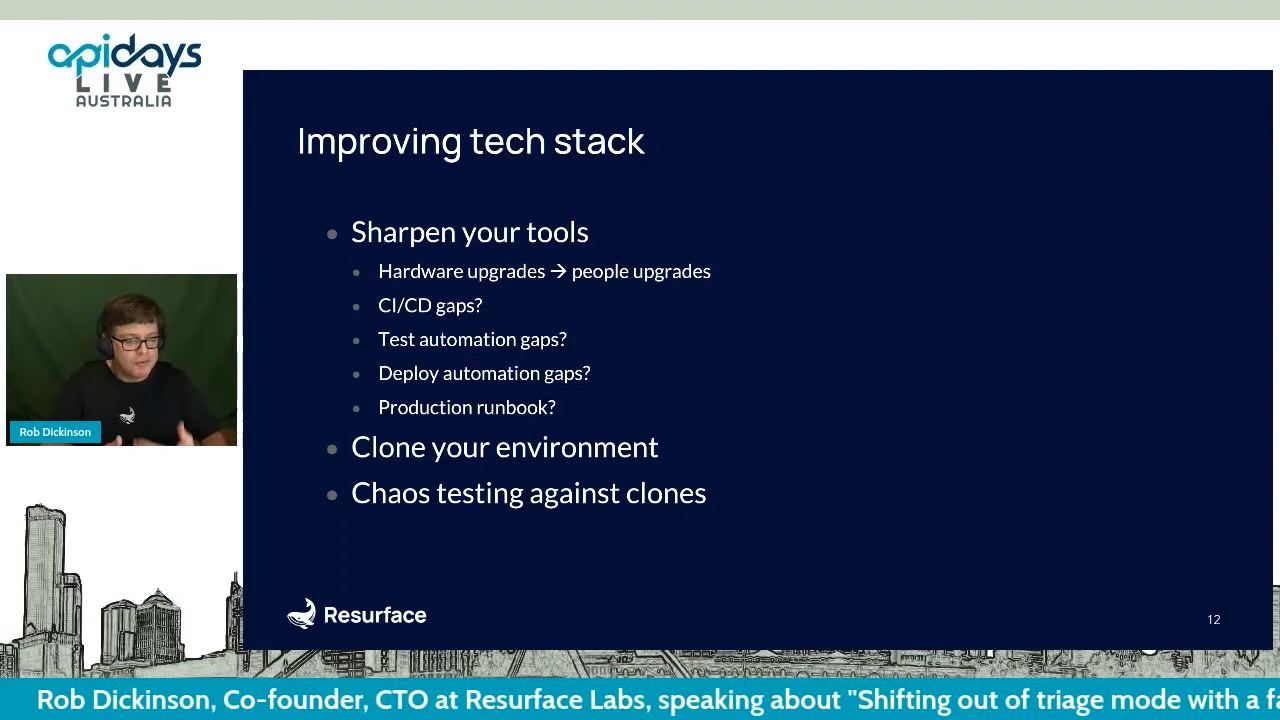 apidays
LIVE
AUSTRALIA
Improving tech stack
Sharpen your tools
Hardware upgrades → people upgrades
CI/CD gaps?
Test automation gaps?
Deploy automation gaps?
Production runbook?
Clone your environment
Chaos testing against clones
Rob Dickinson
Resurface
12
Rob Dickinson, Co-founder, CTO at Resurface Labs, speaking about "Shifting out of triage mode with a